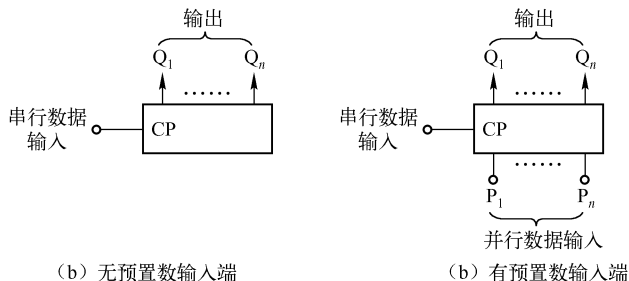 输出
Q1 Qn
……
串行数据
输入
CP
(b) 无预置数输入端
输出
Q1 Qn
……
串行数据
输入
CP
……
P1 Pn
并行数据输入
(b) 有预置数输入端